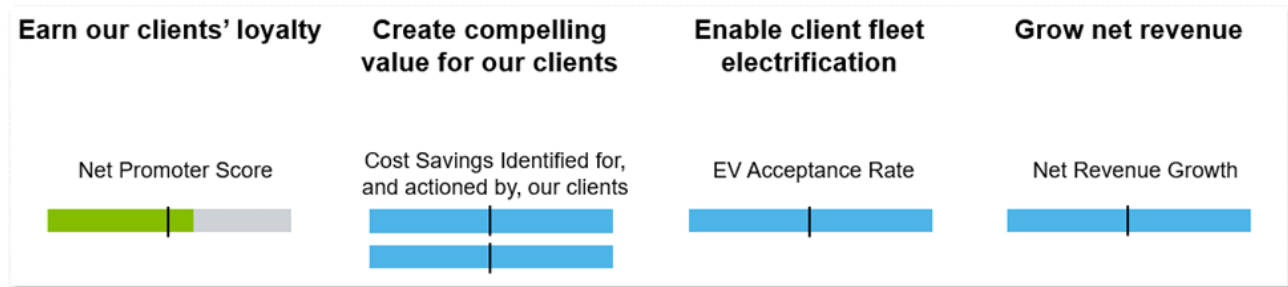 Earn our clients’ loyalty
Create compelling
value for our clients
Enable client fleet
electrification
Grow net revenue
Net Promoter Score
Cost Savings Identified for,
and actioned by, our clients
EV Acceptance Rate
Net Revenue Growth